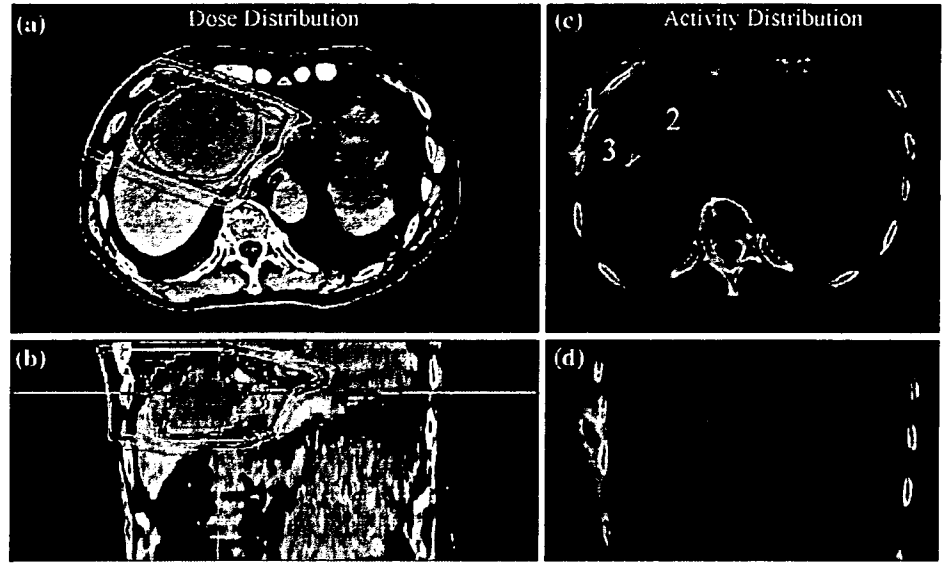 (a) Dose Distribution
(c) Activity Distribution
1
2
3
(b)
(d)